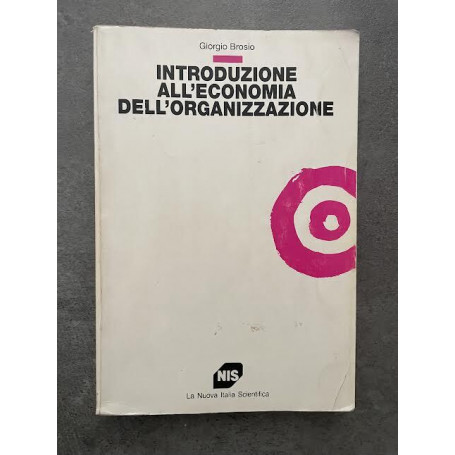 Giorgio Brosio
INTRODUZIONE
ALL'ECONOMIA
DELL'ORGANIZZAZIONE
NIS
La Nuova Italia Scientifica